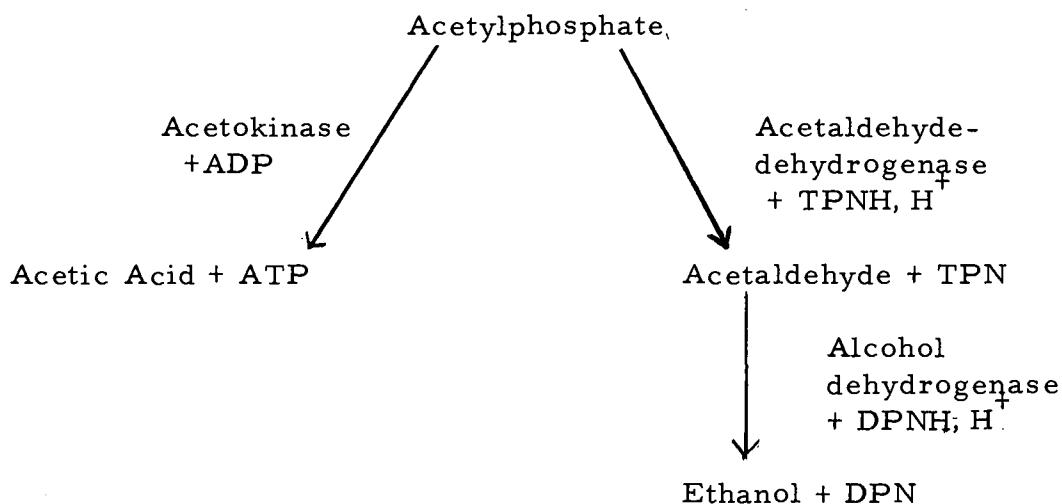 Acetylphosphate
Acetokinase
+ADP
Acetaldehyde-
dehydrogenase
+ TPNH, H+
Acetic Acid + ATP
Acetaldehyde + TPN
Alcohol
dehydrogenase
+ DPNH, H+
Ethanol + DPN